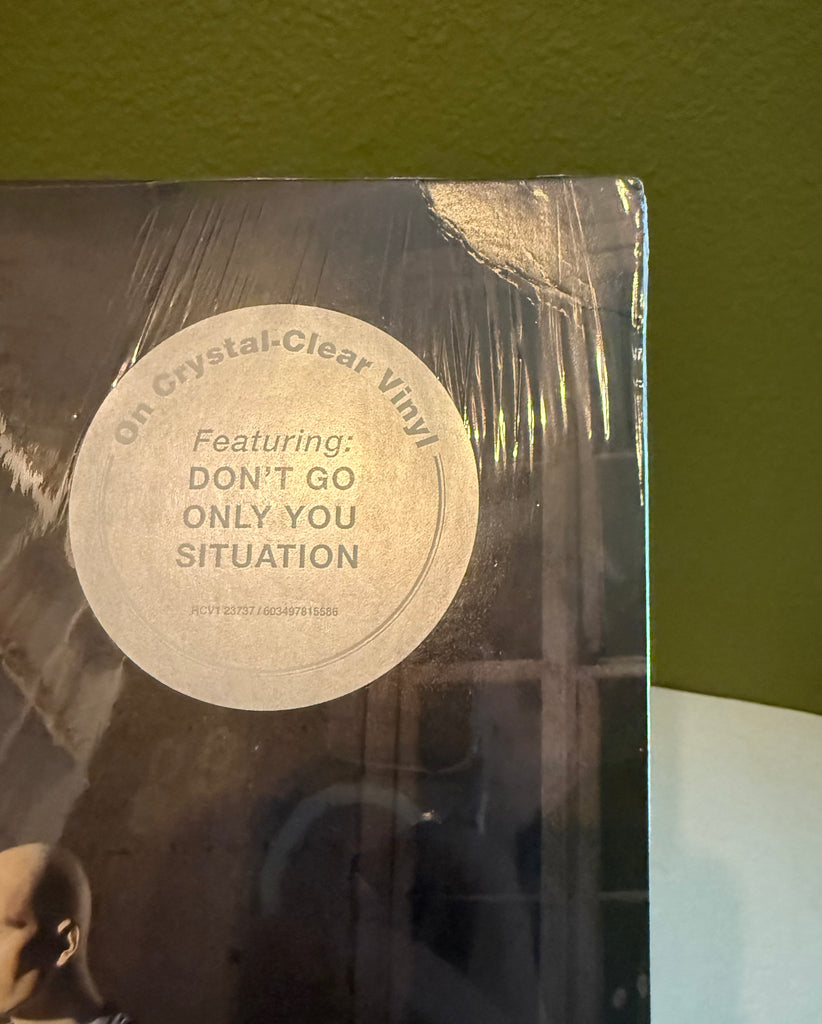 On Crystal-Clear Vinyl
Featuring:
DON'T GO
ONLY YOU
SITUATION
RCV1 23737 / 603497815586